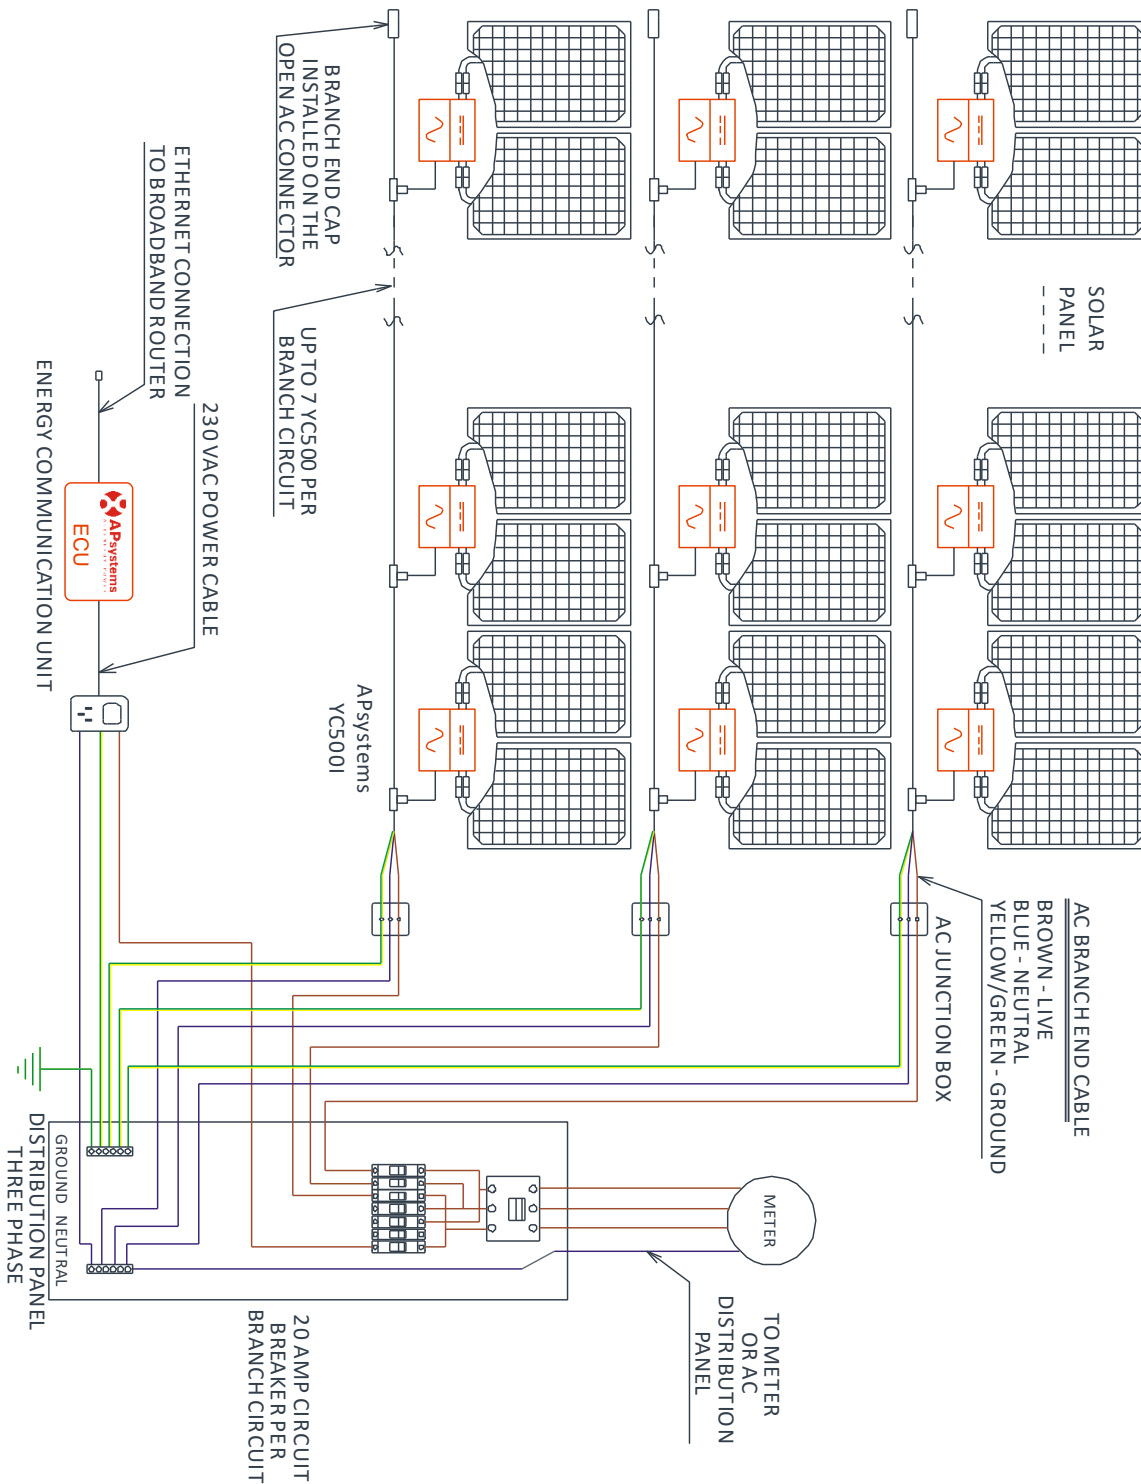 SOLAR
PANEL
BRANCH END CAP
INSTALLED ON THE
OPEN AC CONNECTOR
UP TO 7 YC500 PER
BRANCH CIRCUIT
ETHERNET CONNECTION
TO BROADBAND ROUTER
230 VAC POWER CABLE
APsystems
ECU
ENERGY COMMUNICATION UNIT
APsystems
YC500I
AC BRANCH END CABLE
BROWN - LIVE
BLUE - NEUTRAL
YELLOW/GREEN - GROUND
AC JUNCTION BOX
METER
TO METER
OR AC
DISTRIBUTION
PANEL
GROUND NEUTRAL
DISTRIBUTION PANEL
THREE PHASE
20 AMP CIRCUIT
BREAKER PER
BRANCH CIRCUIT